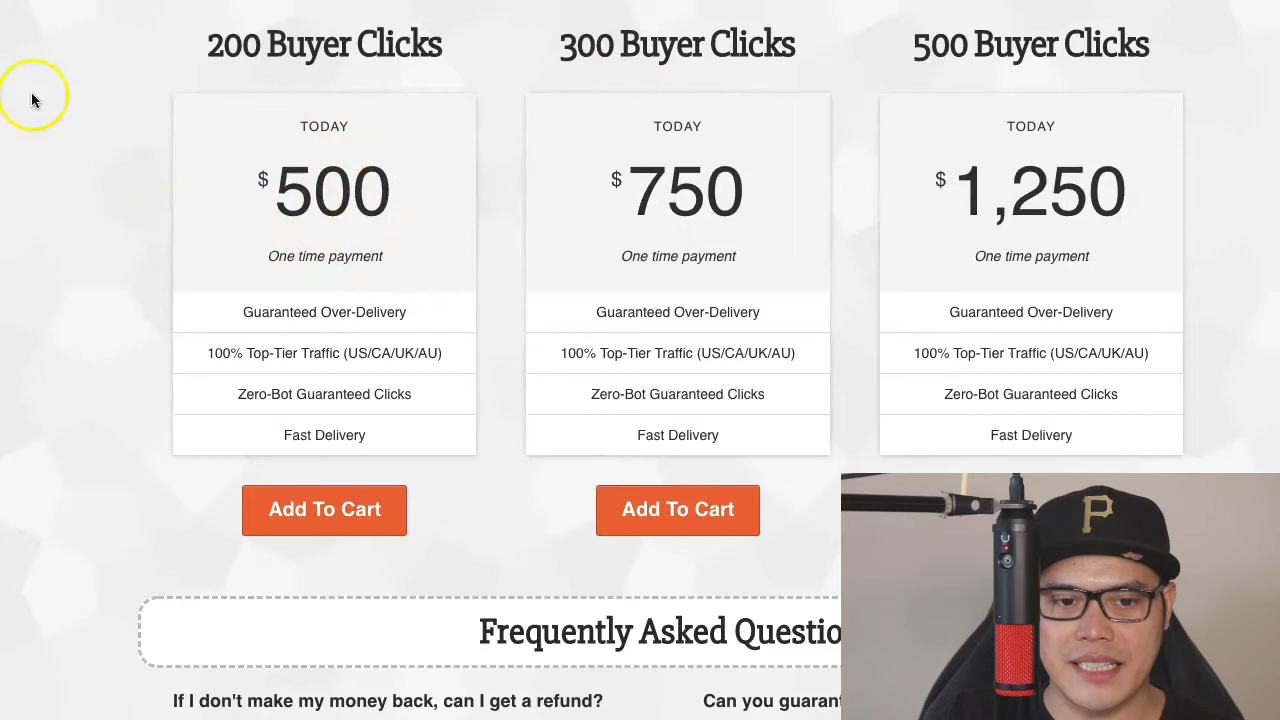 200 Buyer Clicks
TODAY
$ 500
One time payment
Guaranteed Over-Delivery
100% Top-Tier Traffic (US/CA/UK/AU)
Zero-Bot Guaranteed Clicks
Fast Delivery
Add To Cart
300 Buyer Clicks
TODAY
$ 750
One time payment
Guaranteed Over-Delivery
100% Top-Tier Traffic (US/CA/UK/AU)
Zero-Bot Guaranteed Clicks
Fast Delivery
Add To Cart
500 Buyer Clicks
TODAY
$ 1,250
One time payment
Guaranteed Over-Delivery
100% Top-Tier Traffic (US/CA/UK/AU)
Zero-Bot Guaranteed Clicks
Fast Delivery
P
Frequently Asked Questio
If I don't make my money back, can I get a refund?
Can you guaran